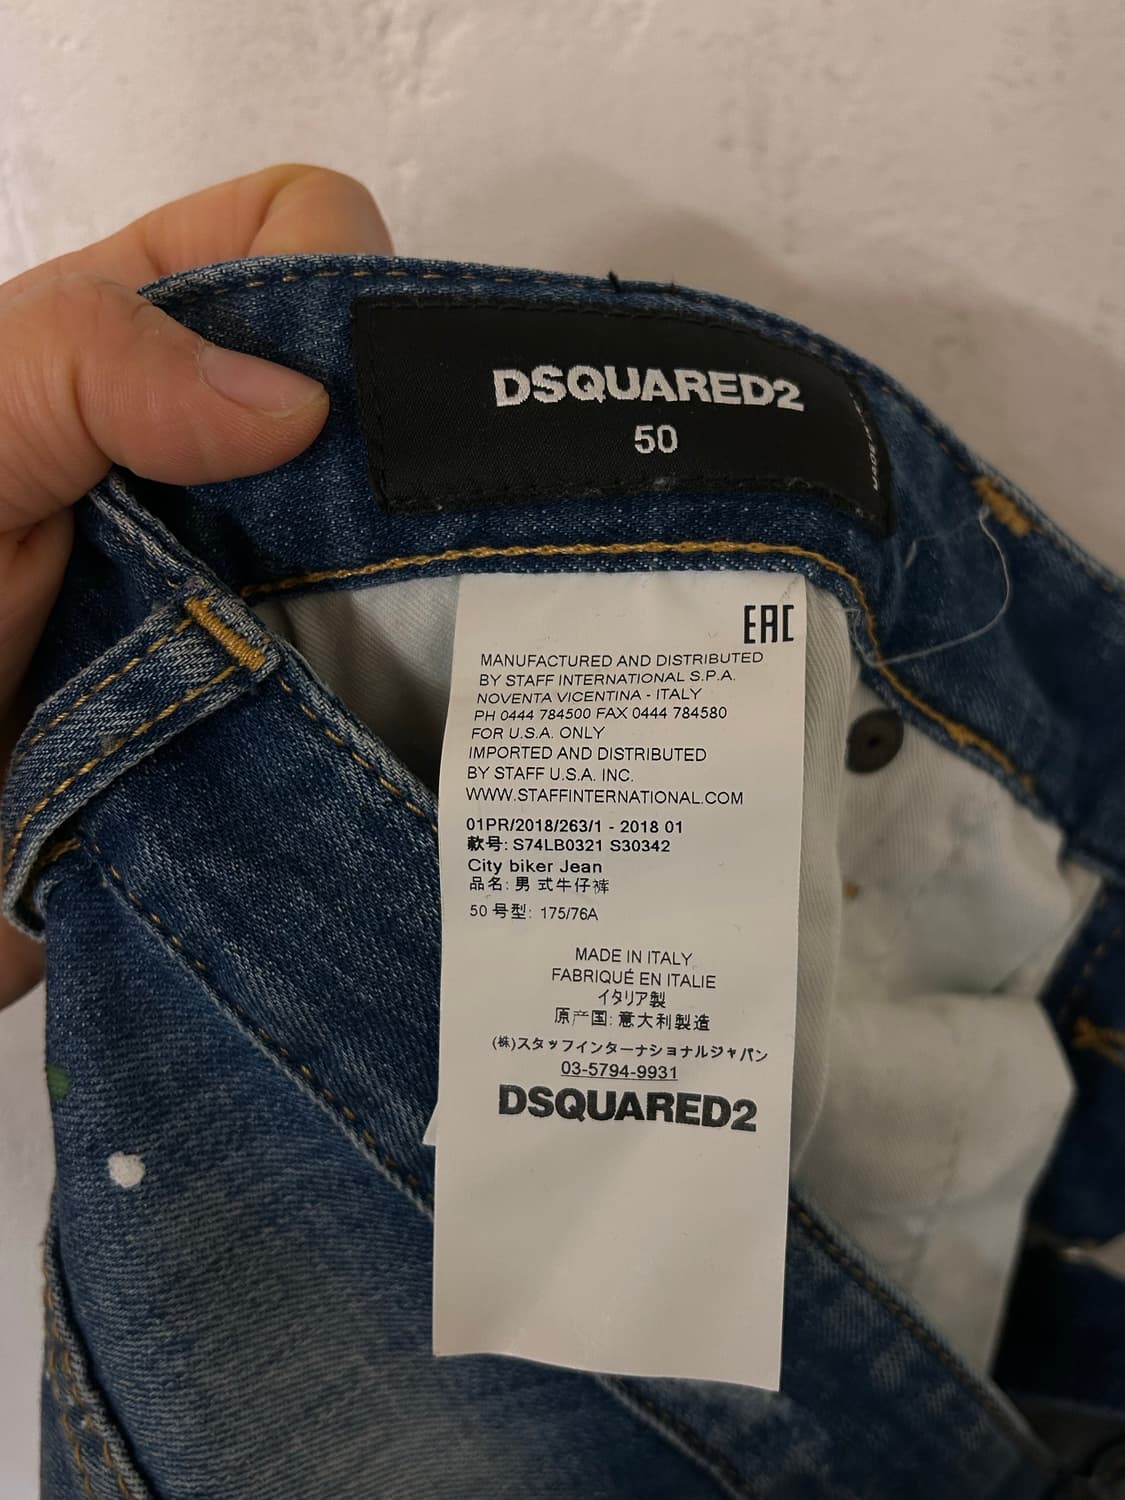 DSQUARED2
50
EAC
MANUFACTURED AND DISTRIBUTED
BY STAFF INTERNATIONAL S.P.A.
NOVENTA VICENTINA - ITALY
PH 0444 784500 FAX 0444 784580
FOR U.S.A. ONLY
IMPORTED AND DISTRIBUTED
BY STAFF U.S.A. INC.
WWW.STAFFINTERNATIONAL.COM
01PR/2018/263/1 - 2018 01
款号: S74LB0321 S30342
City biker Jean
品名: 男 式牛仔裤
50 号型: 175/76A
MADE IN ITALY
FABRIQUÉ EN ITALIE
イタリア製
原产国: 意大利製造
(株)スタッフインターナショナルジャパン
03-5794-9931
DSQUARED2